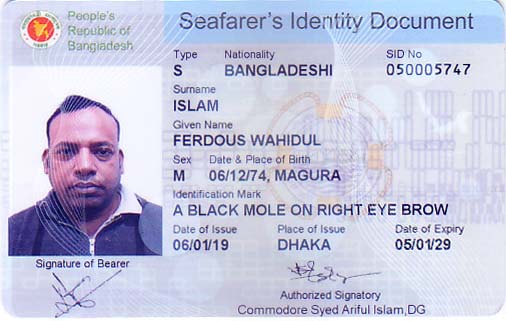 People's
Republic of
Bangladesh
Seafarer's Identity Document
Type Nationality SID No
S BANGLADESHI 050005747
Surname
ISLAM
Given Name
FERDOUS WAHIDUL
Sex Date & Place of Birth
M 06/12/74, MAGURA
Identification Mark
A BLACK MOLE ON RIGHT EYE BROW
Date of Issue Place of Issue Date of Expiry
06/01/19 DHAKA 05/01/29
Signature of Bearer
Authorized Signatory
Commodore Syed Ariful Islam,DG